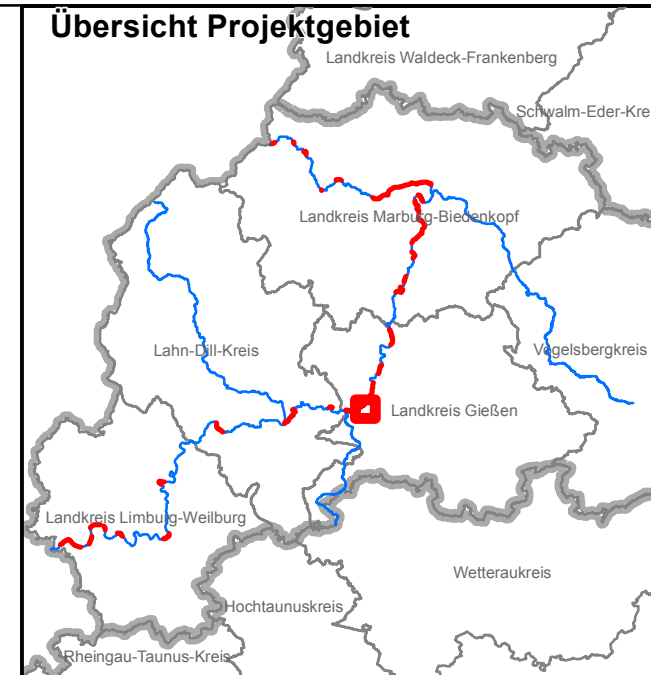 Übersicht Projektgebiet
Landkreis Waldeck-Frankenberg
Schwalm-Eder-Kre
Landkreis Marburg-Biedenkopf
Lahn-Dill-Kreis
Vogelsbergkreis
Landkreis Gießen
Landkreis Limburg-Weilburg
Wetteraukreis
Hochtaunuskreis
Rheingau-Taunus-Kreis